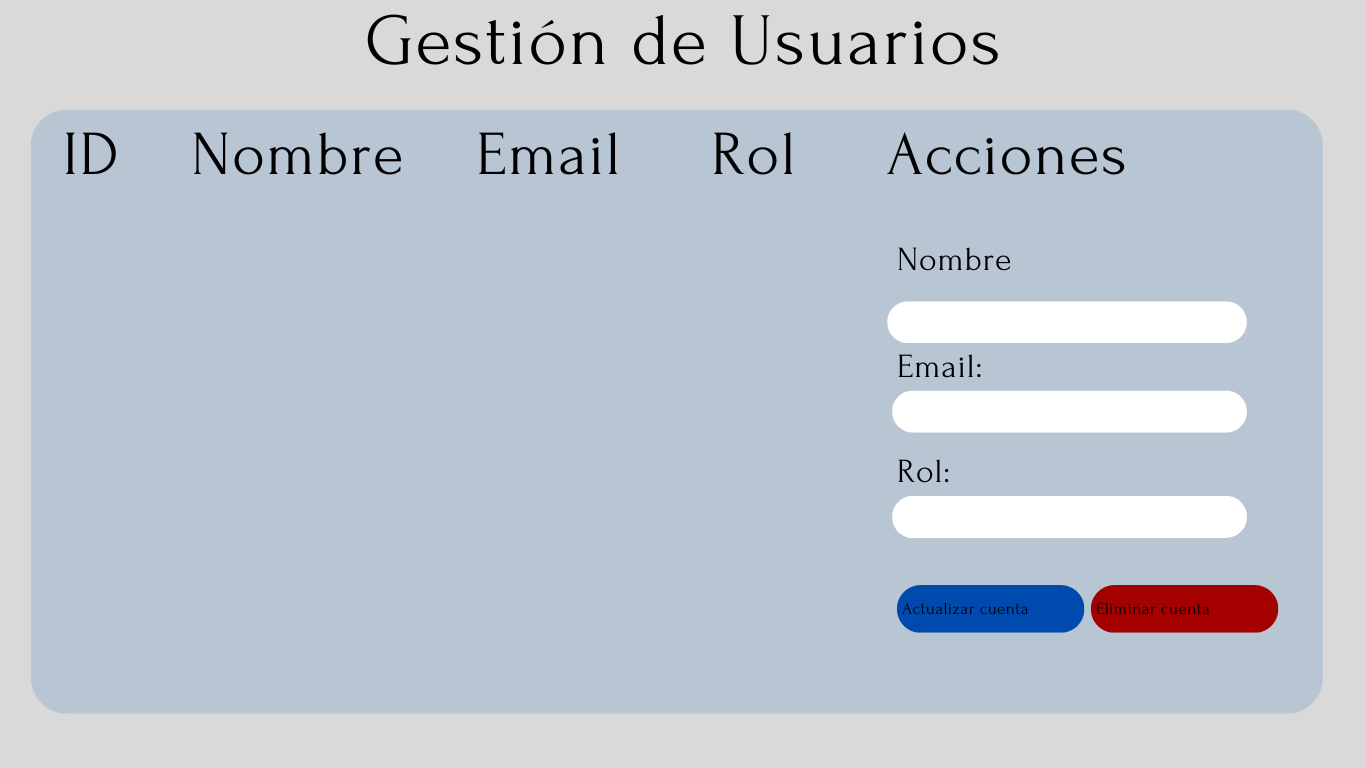 Gestión de Usuarios
ID Nombre Email Rol Acciones
Nombre
Email:
Rol:
Actualizar cuenta Eliminar cuenta